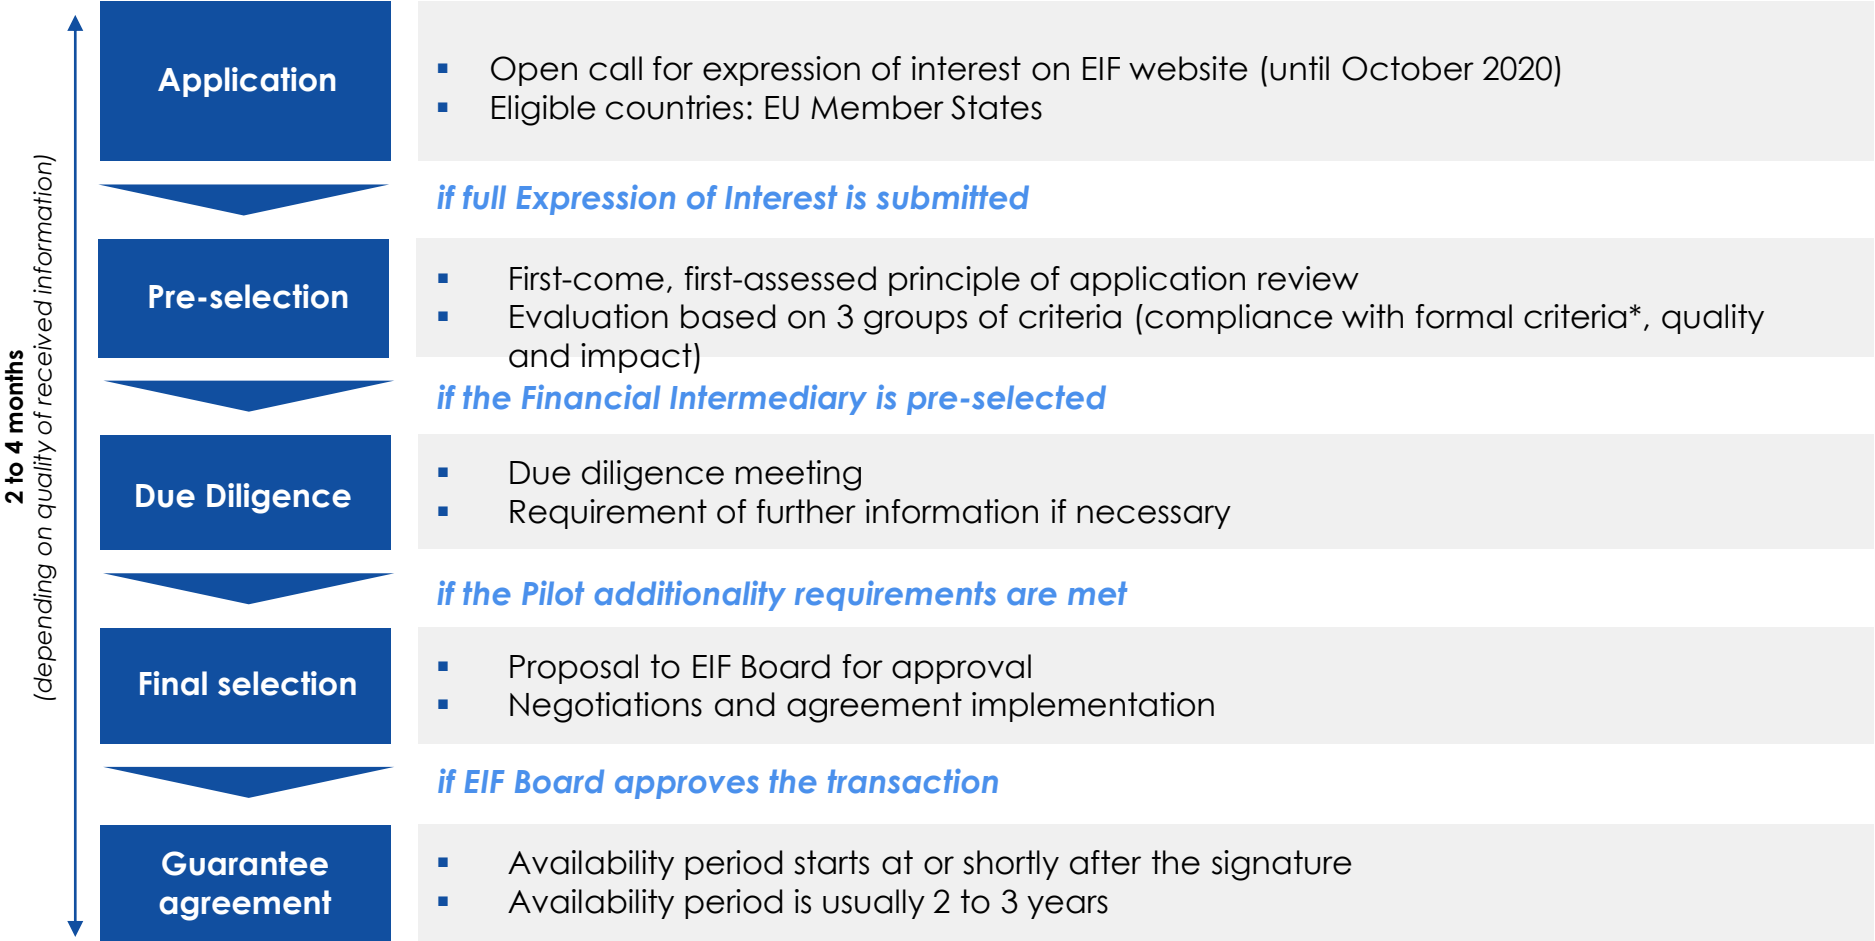 2 to 4 months
(depending on quality of received information)
Application
▪ Open call for expression of interest on EIF website (until October 2020)
▪ Eligible countries: EU Member States
if full Expression of Interest is submitted
Pre-selection
▪ First-come, first-assessed principle of application review
▪ Evaluation based on 3 groups of criteria (compliance with formal criteria*, quality
and impact)
if the Financial Intermediary is pre-selected
Due Diligence
▪ Due diligence meeting
▪ Requirement of further information if necessary
if the Pilot additionality requirements are met
Final selection
▪ Proposal to EIF Board for approval
▪ Negotiations and agreement implementation
if EIF Board approves the transaction
Guarantee
agreement
▪ Availability period starts at or shortly after the signature
▪ Availability period is usually 2 to 3 years